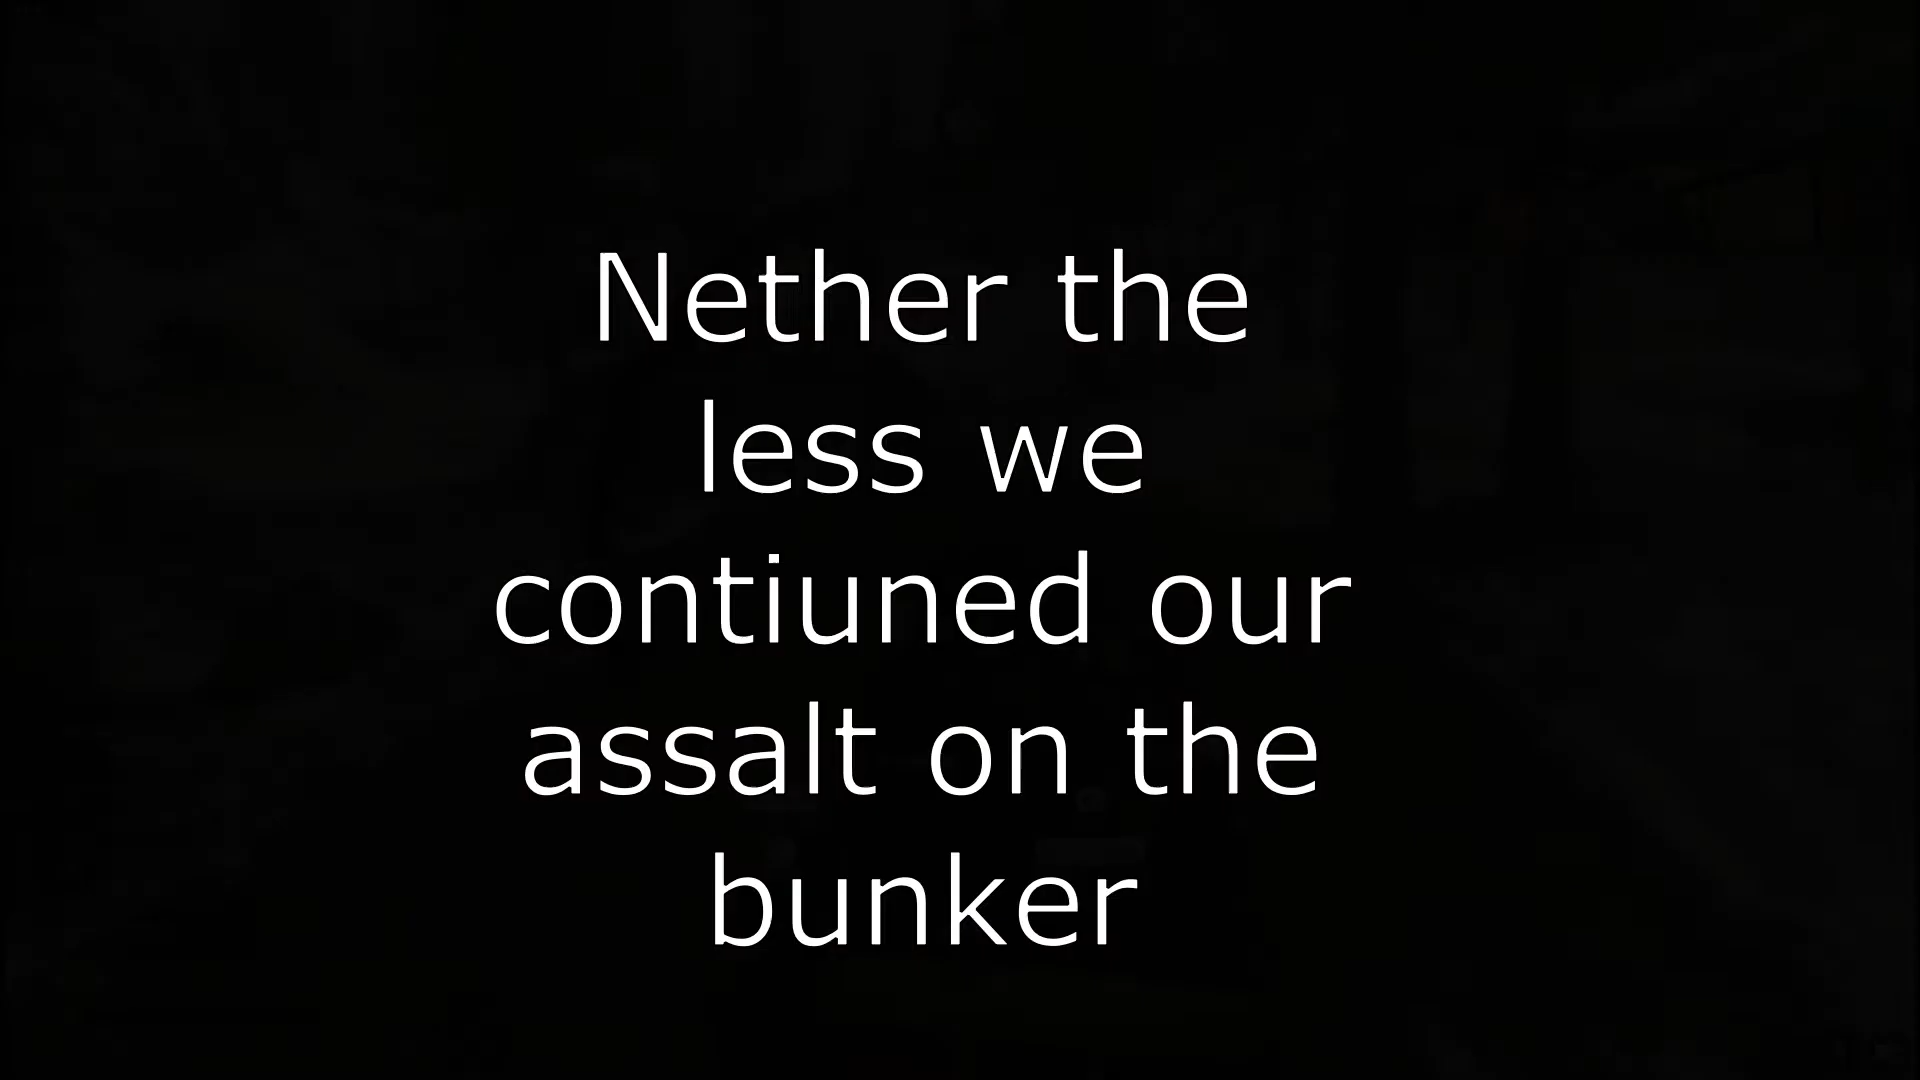 Nether the
less we
contiuned our
assalt on the
bunker